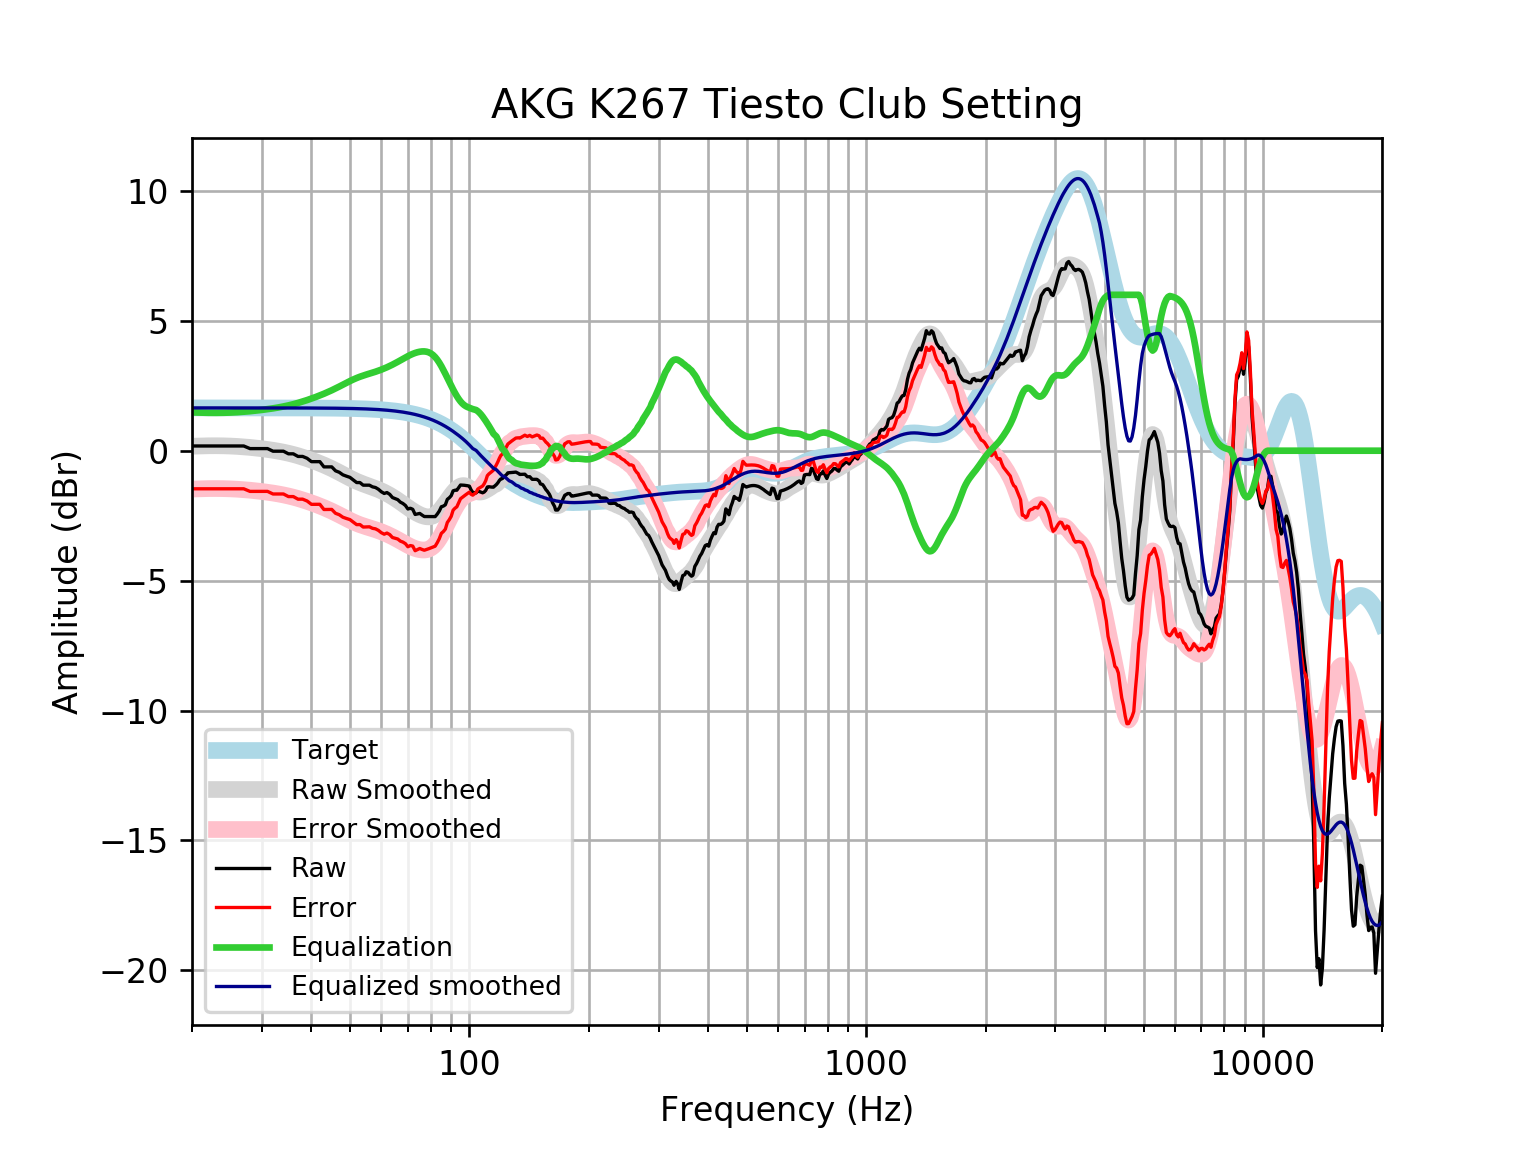 AKG K267 Tiesto Club Setting
10
5
0
−5
−10
−15
−20
Amplitude (dBr)
Target
Raw Smoothed
Error Smoothed
Raw
Error
Equalization
Equalized smoothed
100 1000 10000
Frequency (Hz)